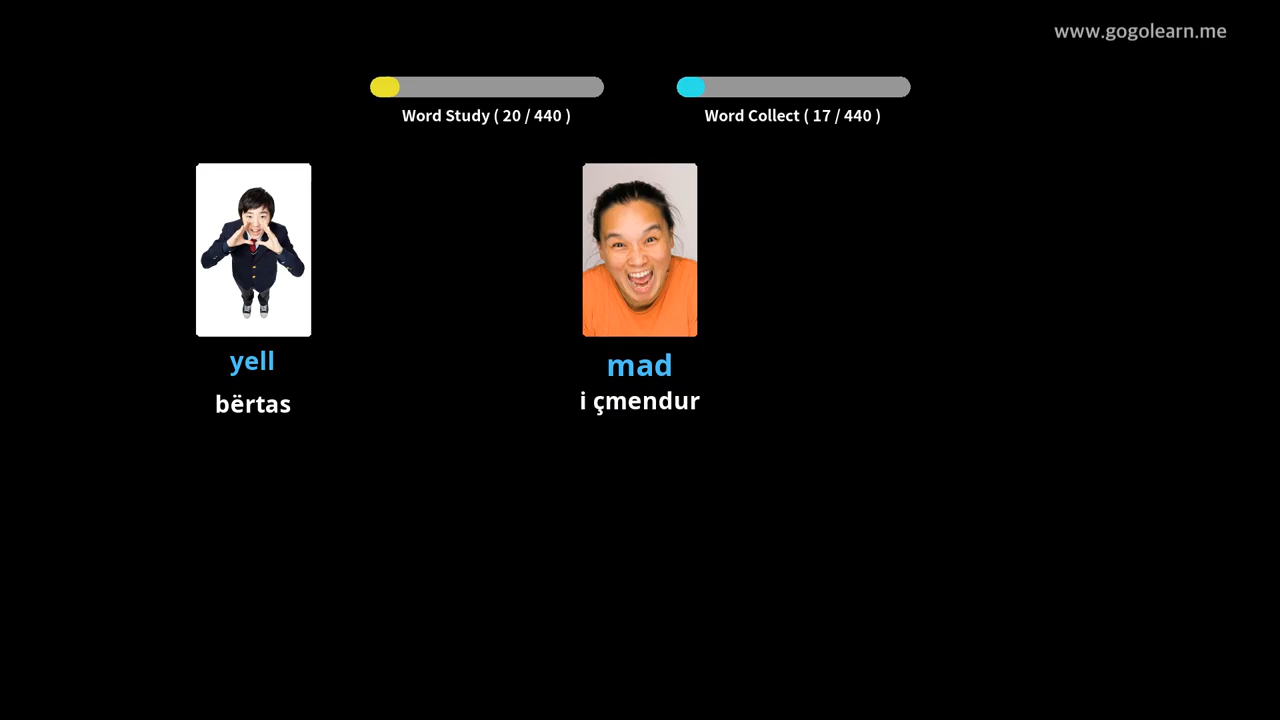 www.gogolearn.me
Word Study ( 20 / 440 )
Word Collect ( 17 / 440 )
yell
bërtas
mad
i çmendur